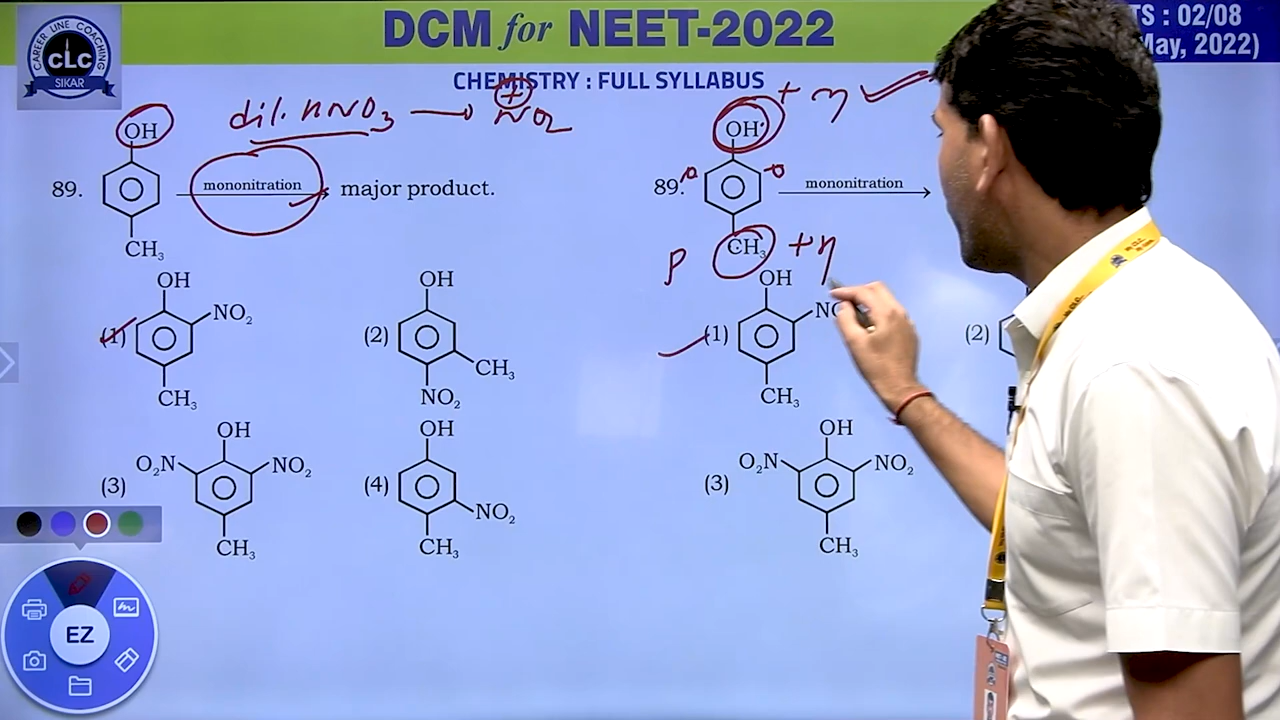 CAREER LINE COACHING
CLC
SIKAR
DCM for NEET-2022
TS : 02/08
May, 2022)
CHEMISTRY : FULL SYLLABUS
OH
dil. HNO3 → NO2
+
OH
+ M
89.
mononitration
major product.
CH₃
89.
o
o
mononitration
P
CH₃
+ H
(1)
OH
NO₂
CH₃
(2)
OH
CH₃
NO₂
(1)
OH
CH₃
(2)
(3)
OH
O₂N
NO₂
CH₃
(4)
OH
NO₂
CH₃
(3)
OH
O₂N
NO₂
CH₃
EZ